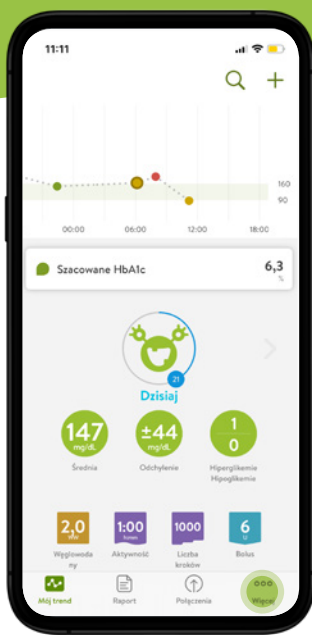 11:11
160
90
00:00 06:00 12:00 18:00
Szacowane HbA1c 6,3
%
21
Dzisiaj
147
mg/dL
±44
mg/dL
1
0
Średnia
Odchylenie
Hiperglikemia
Hipoglikemia
2,0
1:00
1000
6
Węglowoda
ny
Aktywność
Liczba
kroków
Bolus
Mój trend Raport Połączenia Więcej